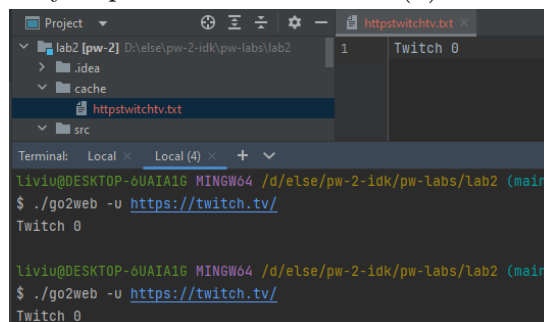 Project
httpstwitchtv.txt
lab2 [pw-2] D:\else\pw-2-idk\pw-labs\lab2
1 Twitch 0
.idea
cache
httpstwitchtv.txt
src
Terminal: Local × Local (4) × +
liviu@DESKTOP-6UAIA1G MINGW64 /d/else/pw-2-idk/pw-labs/lab2 (main
$ ./go2web -u https://twitch.tv/
Twitch 0
liviu@DESKTOP-6UAIA1G MINGW64 /d/else/pw-2-idk/pw-labs/lab2 (main
$ ./go2web -u https://twitch.tv/
Twitch 0